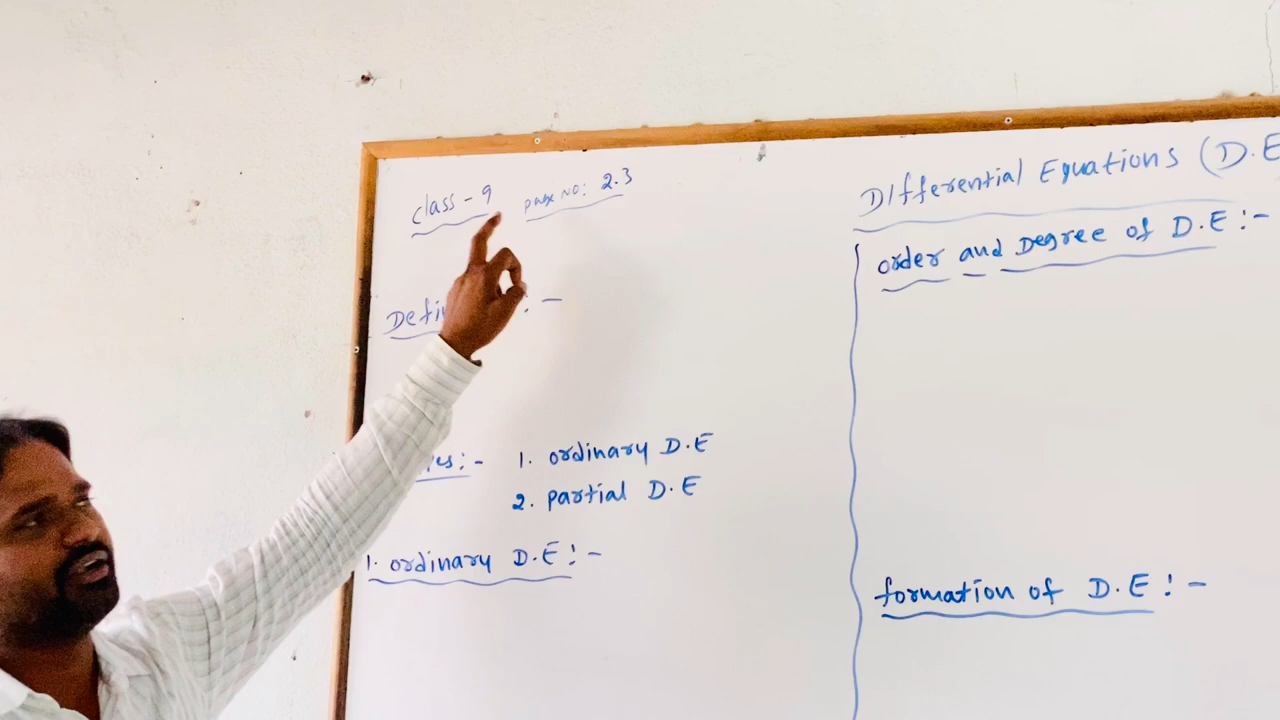 class - 9 page No: 2.3
Differential Equations (D.E
order and Degree of D.E :-
:-
:- 1. ordinary D.E
2. partial D.E
1. ordinary D.E :-
formation of D.E :-